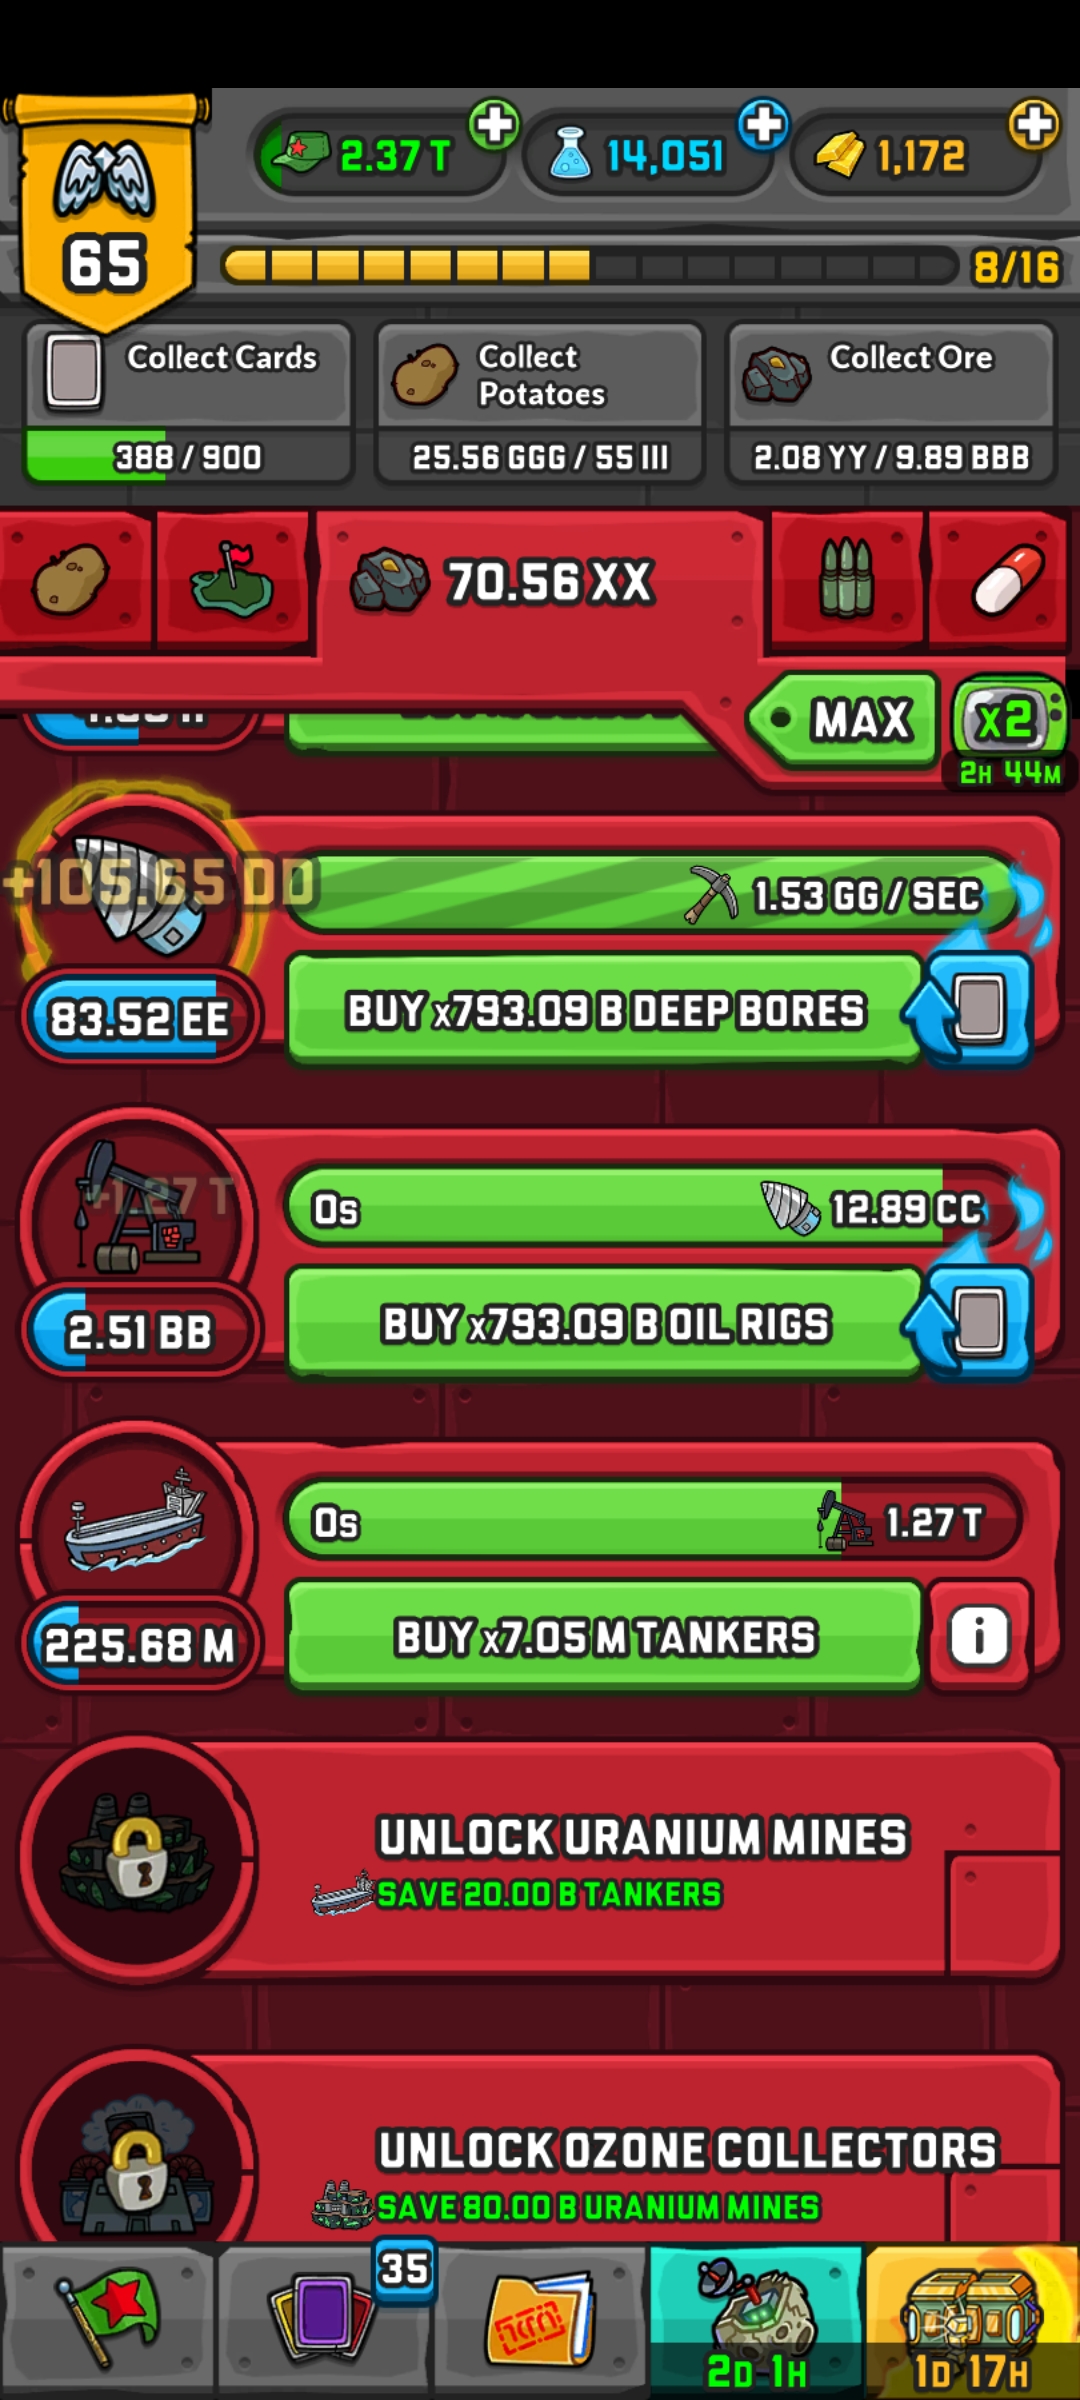 2.37 T
14,051
1,172
65
8/16
Collect Cards
388 / 900
Collect
Potatoes
25.56 GGG / 55 III
Collect Ore
2.08 YY / 9.89 BBB
70.56 XX
MAX
x2
2H 44M
+105.65 DD
1.53 GG / SEC
83.52 EE
BUY x793.09 B DEEP BORES
+1.27 T
0s
12.89 CC
2.51 BB
BUY x793.09 B OIL RIGS
0s
1.27 T
225.68 M
BUY x7.05 M TANKERS
i
UNLOCK URANIUM MINES
SAVE 20.00 B TANKERS
UNLOCK OZONE COLLECTORS
SAVE 80.00 B URANIUM MINES
35
2D 1H
1D 17H